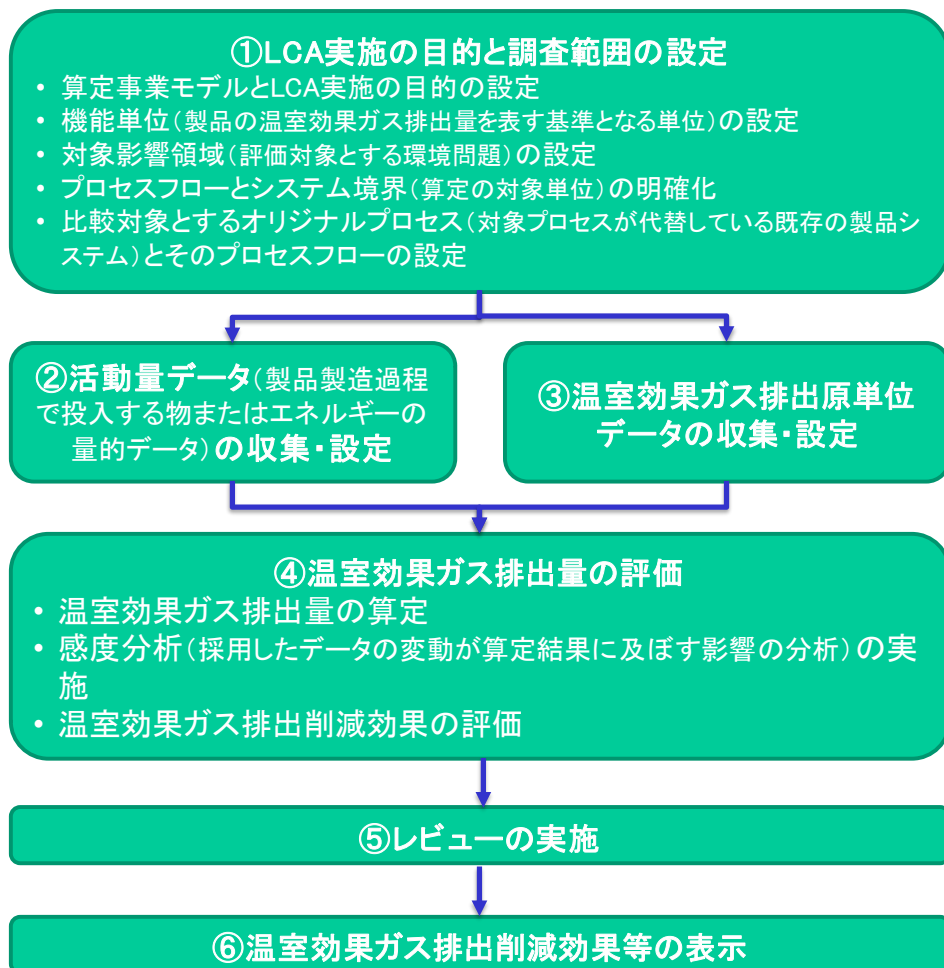 ①LCA実施の目的と調査範囲の設定
• 算定事業モデルとLCA実施の目的の設定
• 機能単位(製品の温室効果ガス排出量を表す基準となる単位)の設定
• 対象影響領域(評価対象とする環境問題)の設定
• プロセスフローとシステム境界(算定の対象単位)の明確化
• 比較対象とするオリジナルプロセス(対象プロセスが代替している既存の製品シ
ステム)とそのプロセスフローの設定
②活動量データ(製品製造過程
で投入する物またはエネルギーの
量的データ)の収集・設定
③温室効果ガス排出原単位
データの収集・設定
④温室効果ガス排出量の評価
• 温室効果ガス排出量の算定
• 感度分析(採用したデータの変動が算定結果に及ぼす影響の分析)の実
施
• 温室効果ガス排出削減効果の評価
⑤レビューの実施
⑥温室効果ガス排出削減効果等の表示